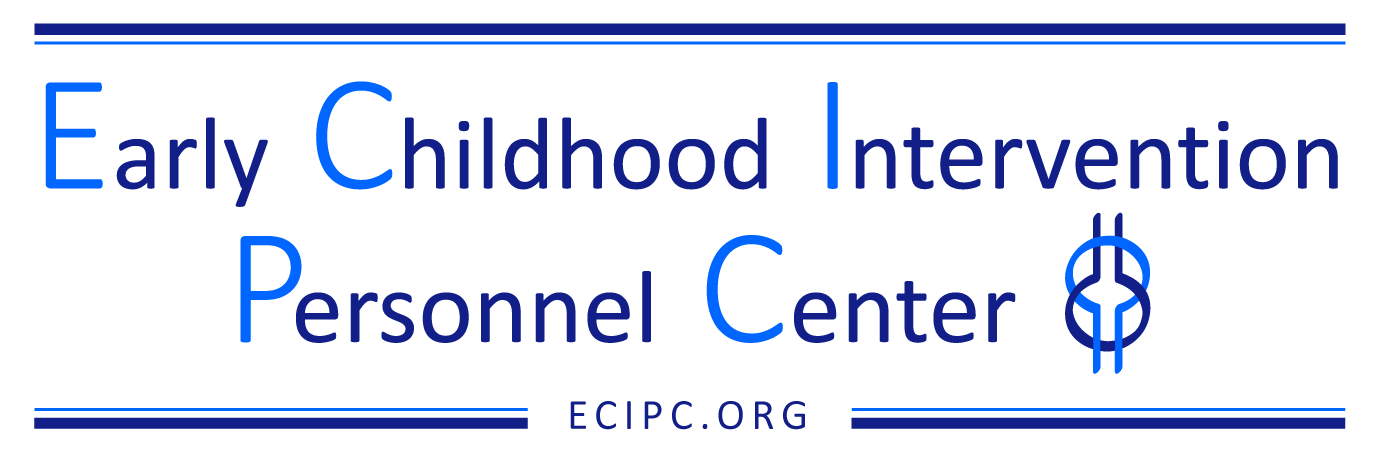 Early Childhood Intervention
Personnel Center
ECIPC.ORG